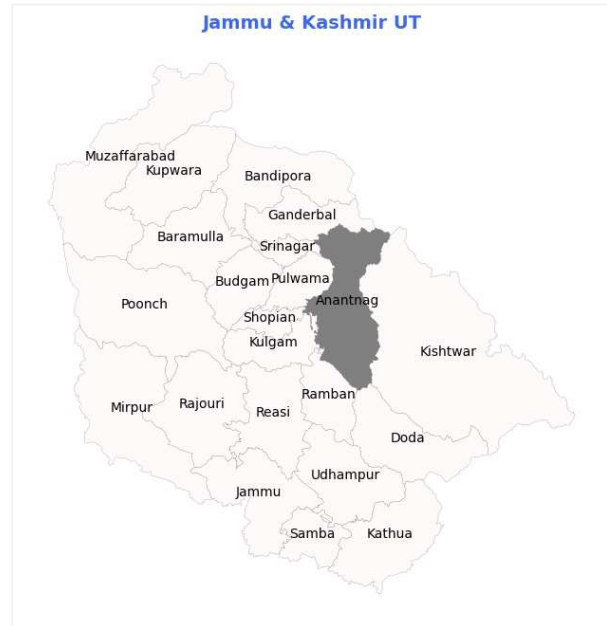 Jammu & Kashmir UT
Muzaffarabad
Kupwara
Bandipora
Ganderbal
Baramulla
Srinagar
Budgam
Pulwama
Poonch
Anantnag
Shopian
Kulgam
Kishtwar
Mirpur
Rajouri
Reasi
Ramban
Doda
Udhampur
Jammu
Samba
Kathua